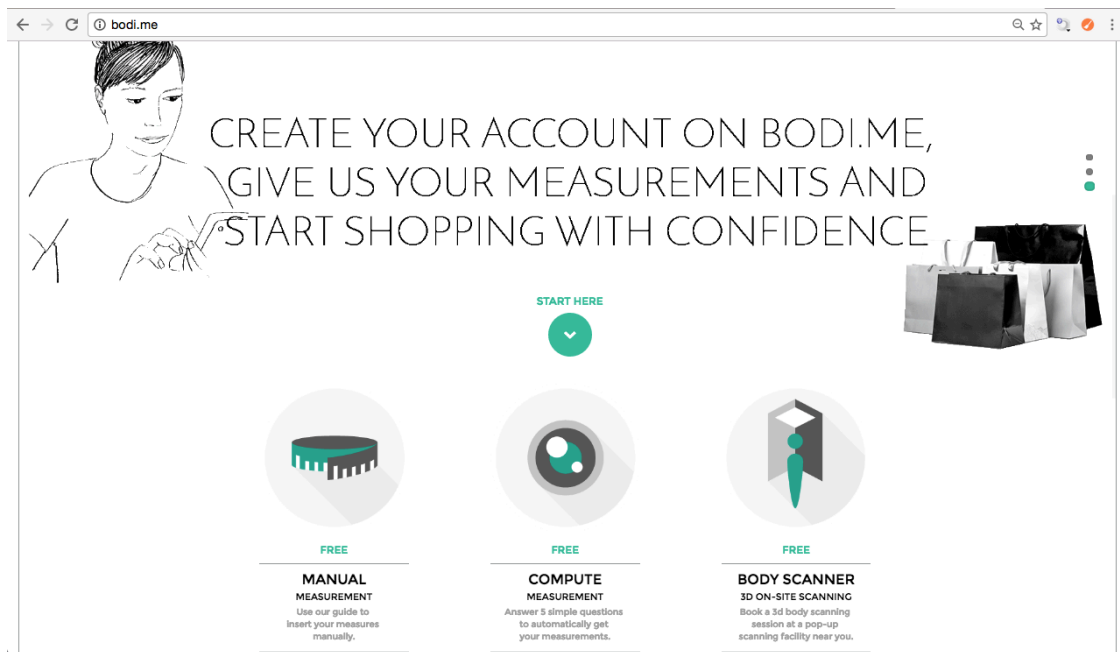 bodi.me
CREATE YOUR ACCOUNT ON BODI.ME,
GIVE US YOUR MEASUREMENTS AND
START SHOPPING WITH CONFIDENCE
START HERE
FREE
MANUAL
MEASUREMENT
Use our guide to
insert your measures
manually.
FREE
COMPUTE
MEASUREMENT
Answer 5 simple questions
to automatically get
your measurements.
FREE
BODY SCANNER
3D ON-SITE SCANNING
Book a 3d body scanning
session at a pop-up
scanning facility near you.